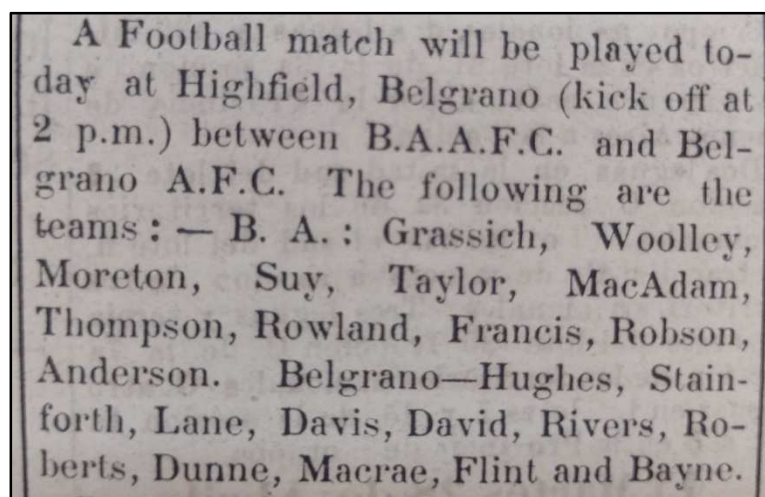 A Football match will be played to-
day at Highfield, Belgrano (kick off at
2 p.m.) between B.A.A.F.C. and Bel-
grano A.F.C. The following are the
teams : — B. A. : Grassich, Woolley,
Moreton, Suy, Taylor, MacAdam,
Thompson, Rowland, Francis, Robson,
Anderson. Belgrano—Hughes, Stain-
forth, Lane, Davis, David, Rivers, Ro-
berts, Dunne, Macrae, Flint and Bayne.